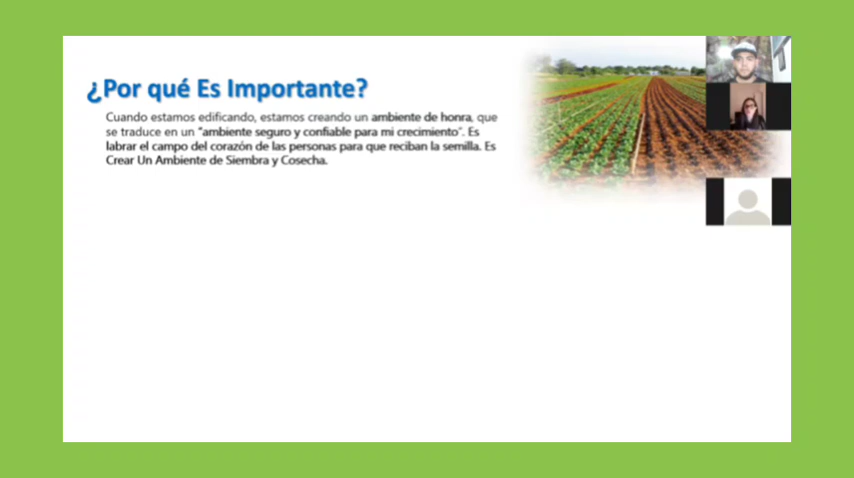 ¿Por qué Es Importante?
Cuando estamos edificando, estamos creando un ambiente de honra, que
se traduce en un "ambiente seguro y confiable para mi crecimiento". Es
labrar el campo del corazón de las personas para que reciban la semilla. Es
Crear Un Ambiente de Siembra y Cosecha.